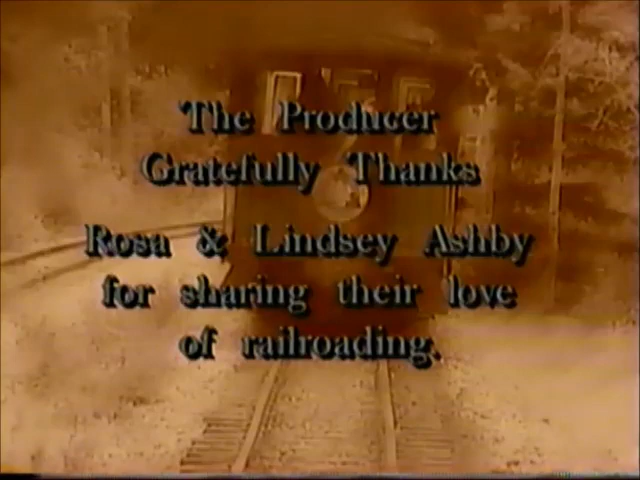 The Producer
Gratefully Thanks
Rosa & Lindsey Ashby
for sharing their love
of railroading.